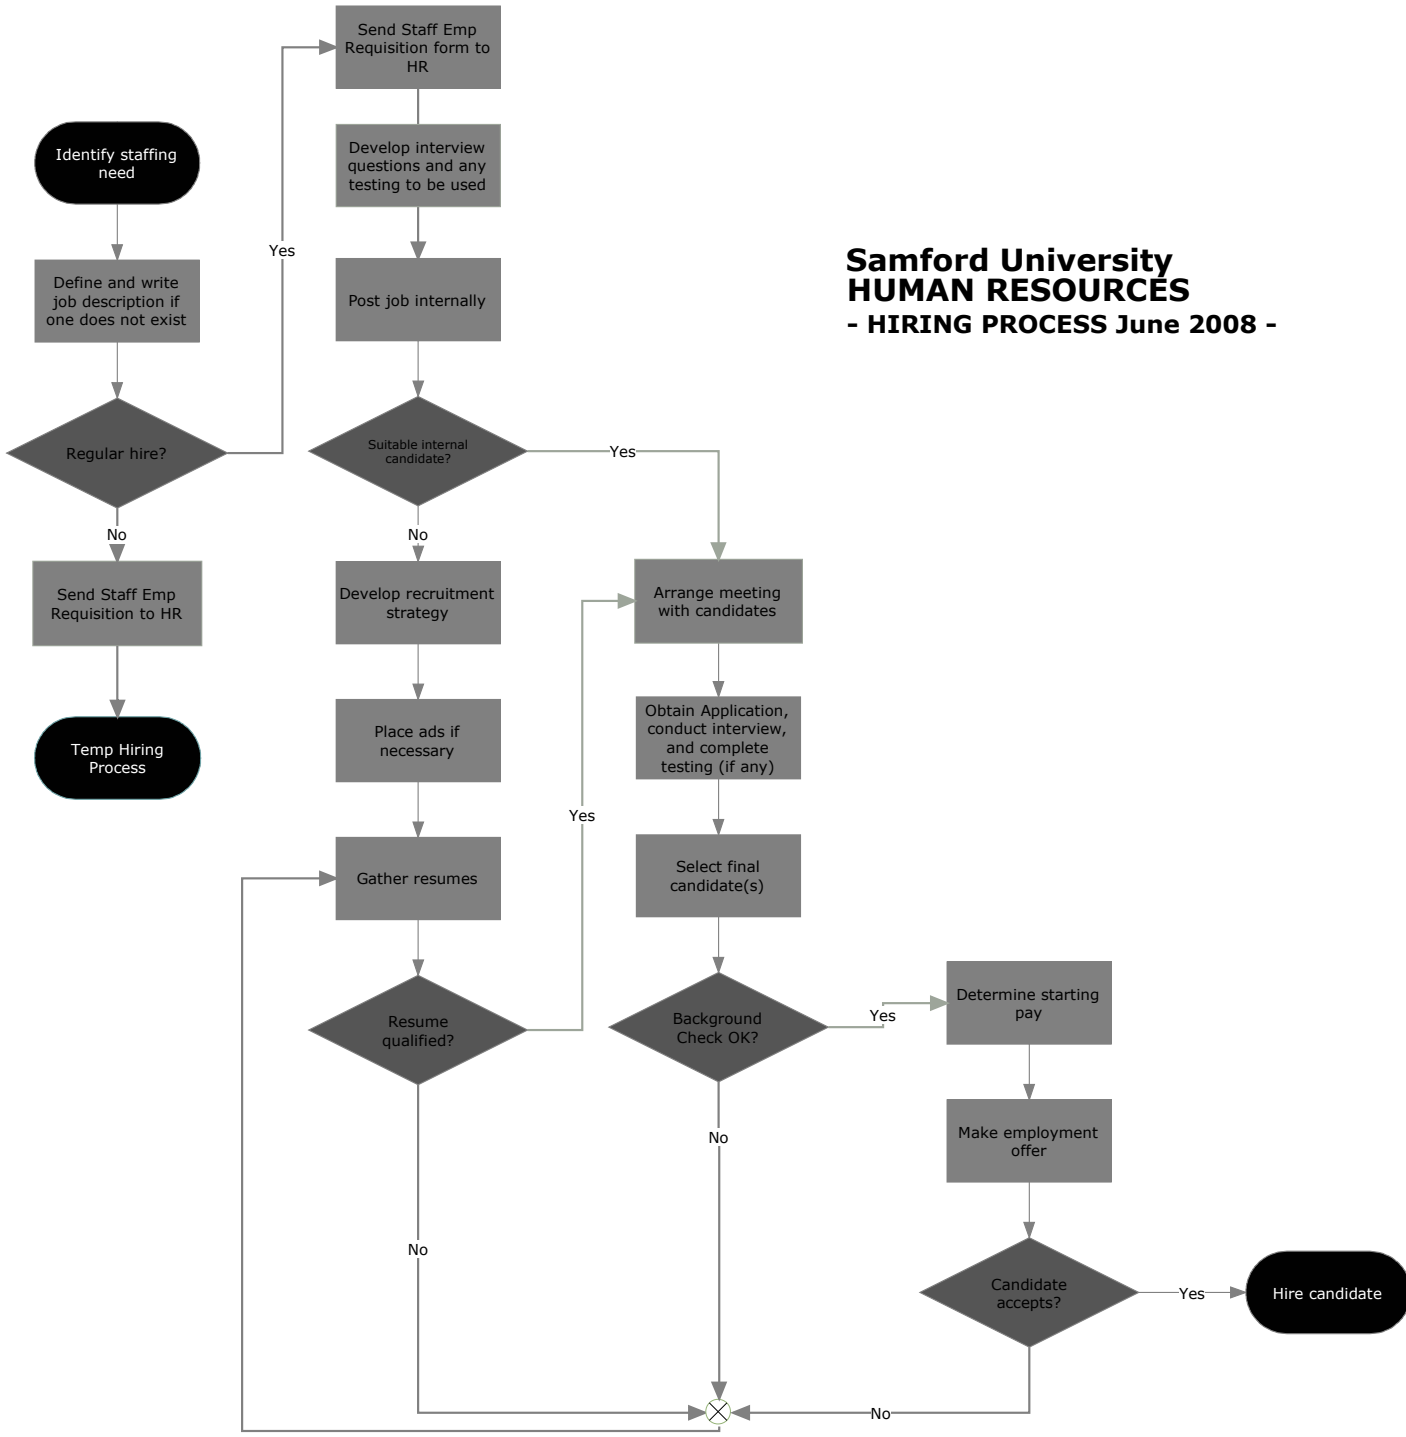 Send Staff Emp
Requisition form to
HR
Identify staffing
need
Develop interview
questions and any
testing to be used
Yes
Define and write
job description if
one does not exist
Post job internally
Samford University
HUMAN RESOURCES
- HIRING PROCESS June 2008 -
Regular hire?
Suitable internal
candidate?
Yes
No
No
Send Staff Emp
Requisition to HR
Develop recruitment
strategy
Arrange meeting
with candidates
Temp Hiring
Process
Place ads if
necessary
Obtain Application,
conduct interview,
and complete
testing (if any)
Yes
Gather resumes
Select final
candidate(s)
Resume
qualified?
Background
Check OK?
Yes
Determine starting
pay
No
Make employment
offer
No
Candidate
accepts?
Yes
Hire candidate
No